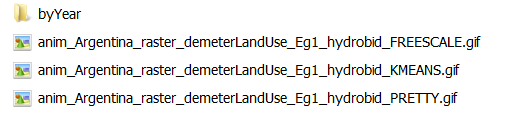 byYear
anim_Argentina_raster_demeterLandUse_Eg1_hydrobid_FREESCALE.gif
anim_Argentina_raster_demeterLandUse_Eg1_hydrobid_KMEANS.gif
anim_Argentina_raster_demeterLandUse_Eg1_hydrobid_PRETTY.gif